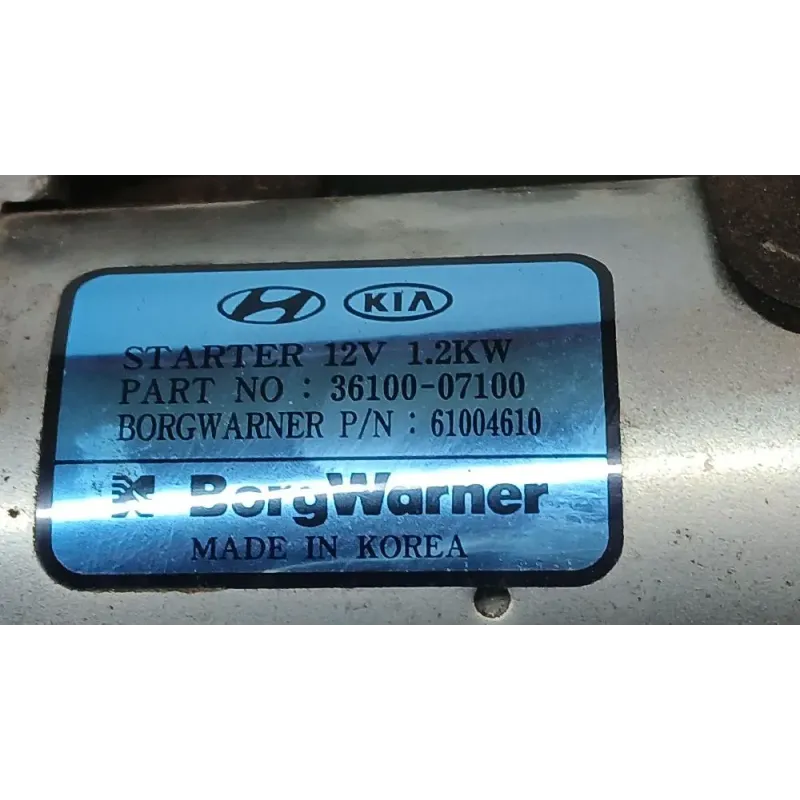 KIA
STARTER 12V 1.2KW
PART NO : 36100-07100
BORGWARNER P/N : 61004610
BorgWarner
MADE IN KOREA